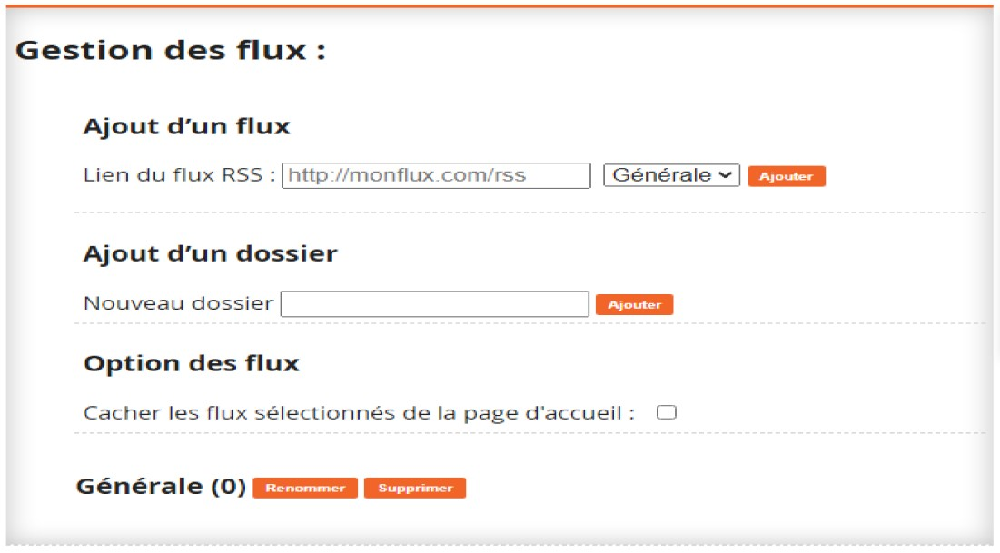 Gestion des flux :
Ajout d’un flux
Lien du flux RSS : http://monflux.com/rss Générale Ajouter
Ajout d’un dossier
Nouveau dossier Ajouter
Option des flux
Cacher les flux sélectionnés de la page d'accueil :
Générale (0) Renommer Supprimer